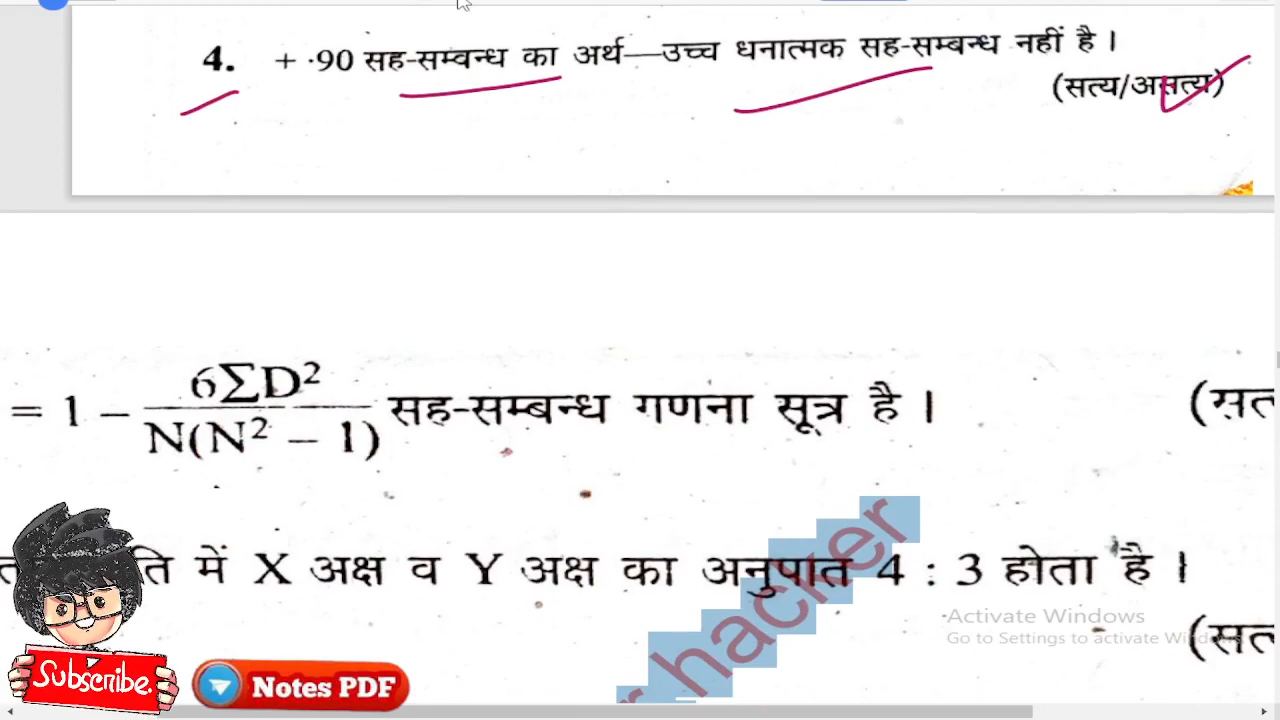 4. + ·90 सह-सम्बन्ध का अर्थ—उच्च धनात्मक सह-सम्बन्ध नहीं है ।
(सत्य/असत्य)
= 1 − 6ΣD² / N(N² − 1) सह-सम्बन्ध गणना सूत्र है । (सत
में X अक्ष व Y अक्ष का अनुपात 4 : 3 होता है ।
(सत
hacker
Activate Windows
Go to Settings to activate Windows
Subscribe.
Notes PDF